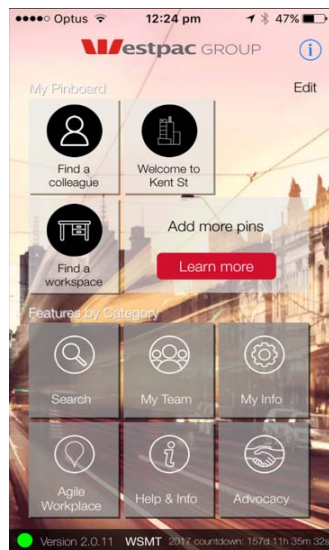 Optus 12:24 pm 47%
Westpac GROUP
My Pinboard Edit
Find a
colleague
Welcome to
Kent St
Find a
workspace
Add more pins
Learn more
Features by Category
Search
My Team
My Info
Agile
Workplace
Help & Info
Advocacy
Version 2.0.11 WSMT 2017 countdown: 157d 11h 35m 32s